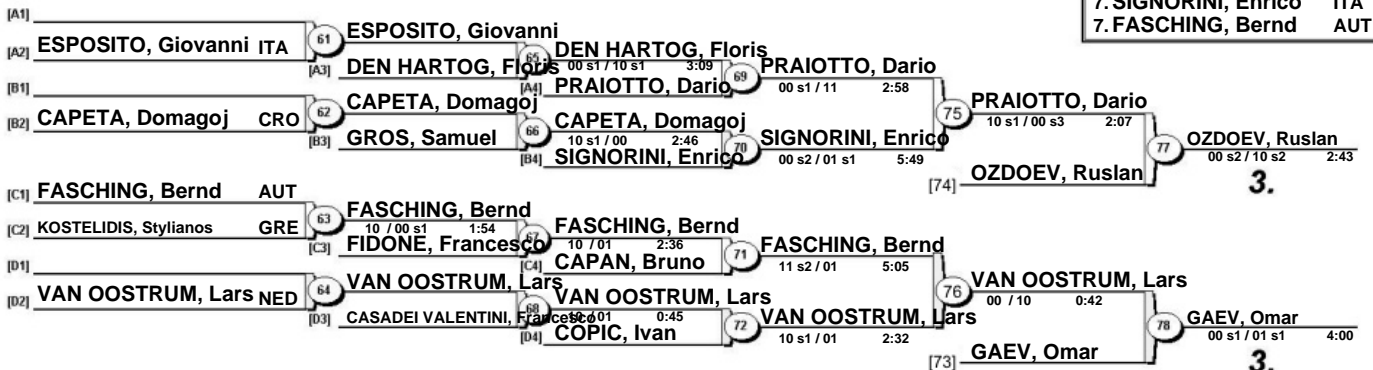 7. SIGNORINI, Enrico ITA
7. FASCHING, Bernd AUT
[A1]
[A2] ESPOSITO, Giovanni ITA
61
ESPOSITO, Giovanni
[A3] DEN HARTOG, Floris
65
DEN HARTOG, Floris
00 s1 / 10 s1 3:09
[A4] PRAIOTTO, Dario
69
PRAIOTTO, Dario
00 s1 / 11 2:58
[B1]
[B2] CAPETA, Domagoj CRO
62
CAPETA, Domagoj
[B3] GROS, Samuel
66
CAPETA, Domagoj
10 s1 / 00 2:46
[B4] SIGNORINI, Enrico
70
SIGNORINI, Enrico
00 s2 / 01 s1 5:49
75
PRAIOTTO, Dario
10 s1 / 00 s3 2:07
[74] OZDOEV, Ruslan
77
OZDOEV, Ruslan
00 s2 / 10 s2 2:43
3.
[C1] FASCHING, Bernd AUT
[C2] KOSTELIDIS, Stylianos GRE
63
FASCHING, Bernd
10 / 00 s1 1:54
[C3] FIDONE, Francesco
67
FASCHING, Bernd
10 / 01 2:36
[C4] CAPAN, Bruno
71
FASCHING, Bernd
11 s2 / 01 5:05
[D1]
[D2] VAN OOSTRUM, Lars NED
64
VAN OOSTRUM, Lars
[D3] CASADEI VALENTINI, Francesco
68
VAN OOSTRUM, Lars
10 / 01 0:45
[D4] COPIC, Ivan
72
VAN OOSTRUM, Lars
10 s1 / 01 2:32
76
VAN OOSTRUM, Lars
00 / 10 0:42
[73] GAEV, Omar
78
GAEV, Omar
00 s1 / 01 s1 4:00
3.